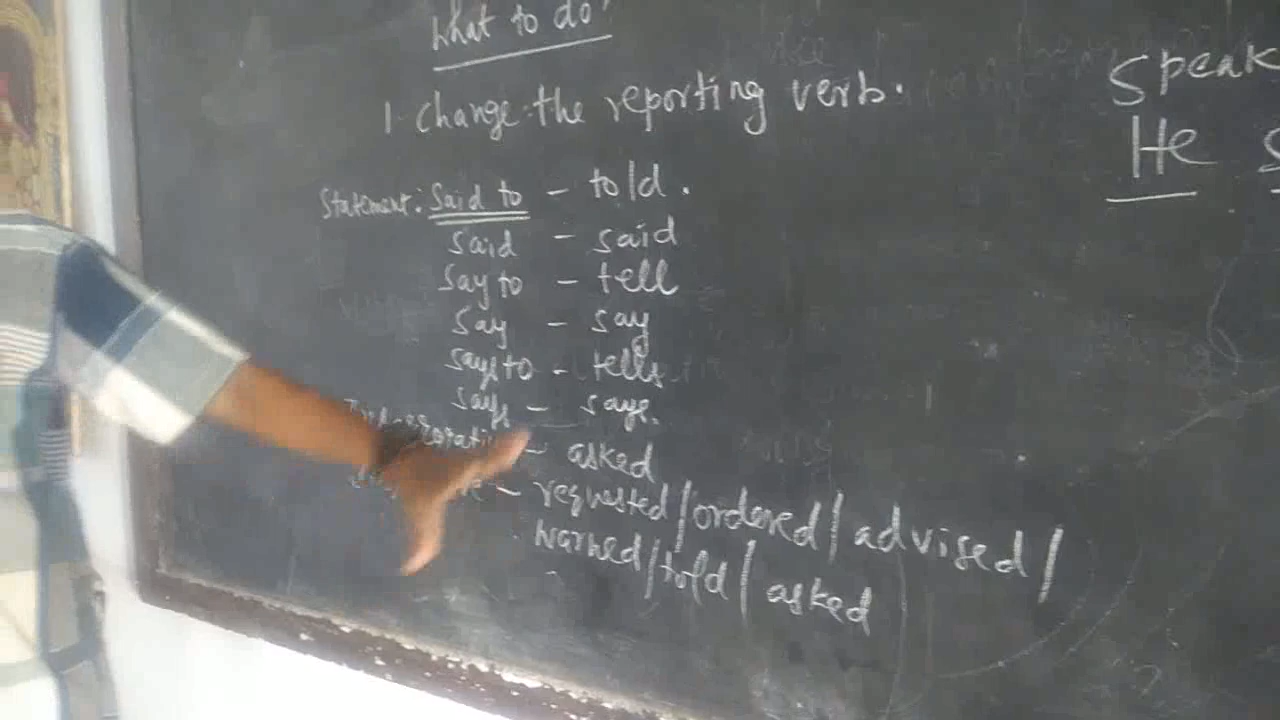 What to do?
1. Change the reporting verb.
Statement: Said to - told.
said - said
say to - tell
say - say
says to - tells
says - says.
- asked
- requested/ordered/advised/
warned/told/asked
Speak
He